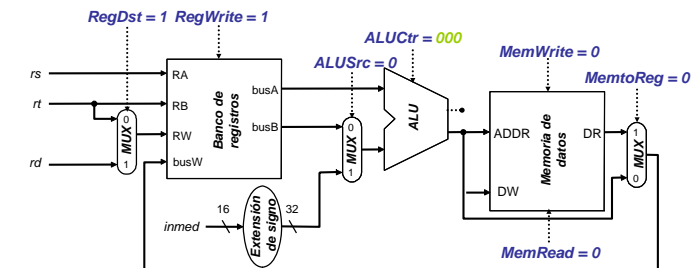 RegDst = 1 RegWrite = 1
ALUCtr = 000
MemWrite = 0
ALUSrc = 0
MemtoReg = 0
rs
RA
rt
RB
busA
0
MUX
RW
Banco de
registros
busB
rd
1
busW
0
MUX
1
ALU
ADDR
DR
Memoria de
datos
DW
1
MUX
0
inmed
16
Extensión
de signo
32
MemRead = 0